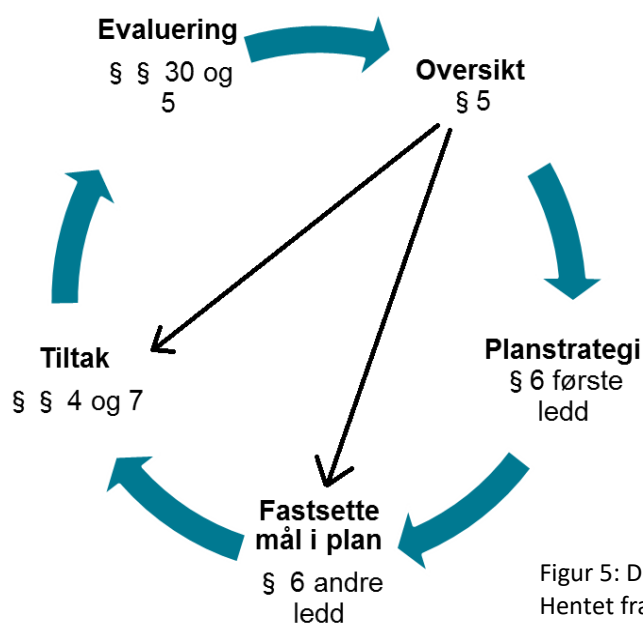 Evaluering
§ § 30 og
5
Oversikt
§ 5
Planstrategi
§ 6 første
ledd
Fastsette
mål i plan
§ 6 andre
ledd
Tiltak
§ § 4 og 7
Figur 5: D
Hentet fra